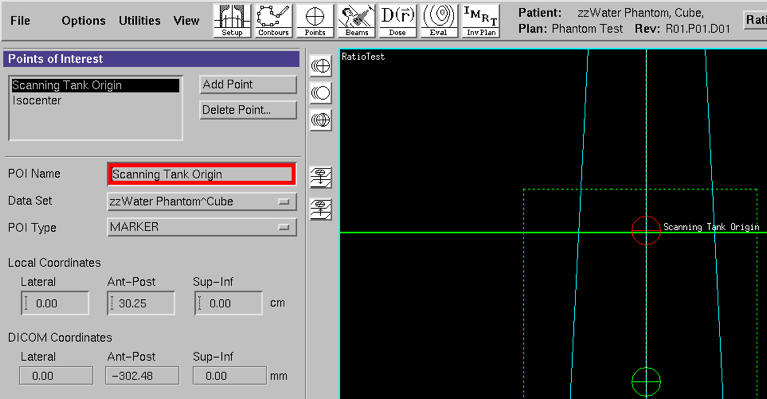 File Options Utilities View
Setup Contours Points Beams Dose Eval Inv Plan
D(r⃗) IMRT
Patient: zzWater Phantom, Cube,
Plan: Phantom Test Rev: R01.P01.D01
Rati
Points of Interest
Scanning Tank Origin
Isocenter
Add Point
Delete Point...
POI Name Scanning Tank Origin
Data Set zzWater Phantom^Cube
POI Type MARKER
Local Coordinates
Lateral Ant-Post Sup-Inf
0.00 30.25 0.00 cm
DICOM Coordinates
Lateral Ant-Post Sup-Inf
0.00 -302.48 0.00 mm
RatioTest
Scanning Tank Origin